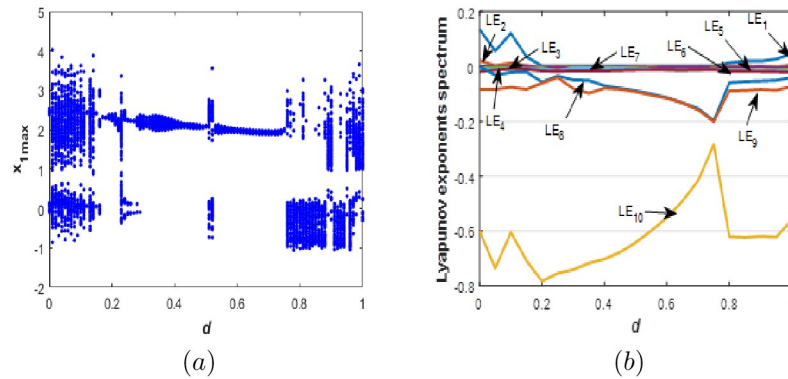 5
4
3
2
1
0
-1
-2
x1max
0 0.2 0.4 0.6 0.8 1
d
(a)
0.2
0
-0.2
-0.4
-0.6
-0.8
Lyapunov exponents spectrum
LE2
LE3
LE7
LE6
LE5
LE1
LE4
LE8
LE9
LE10
0 0.2 0.4 0.6 0.8
d
(b)